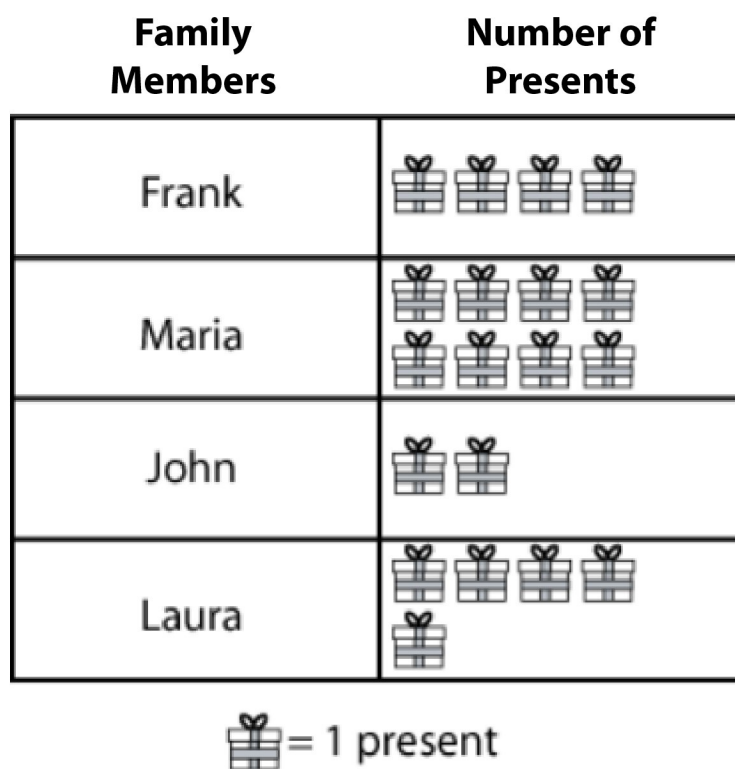 Family Members
Number of Presents
Frank
Maria
John
Laura
= 1 present